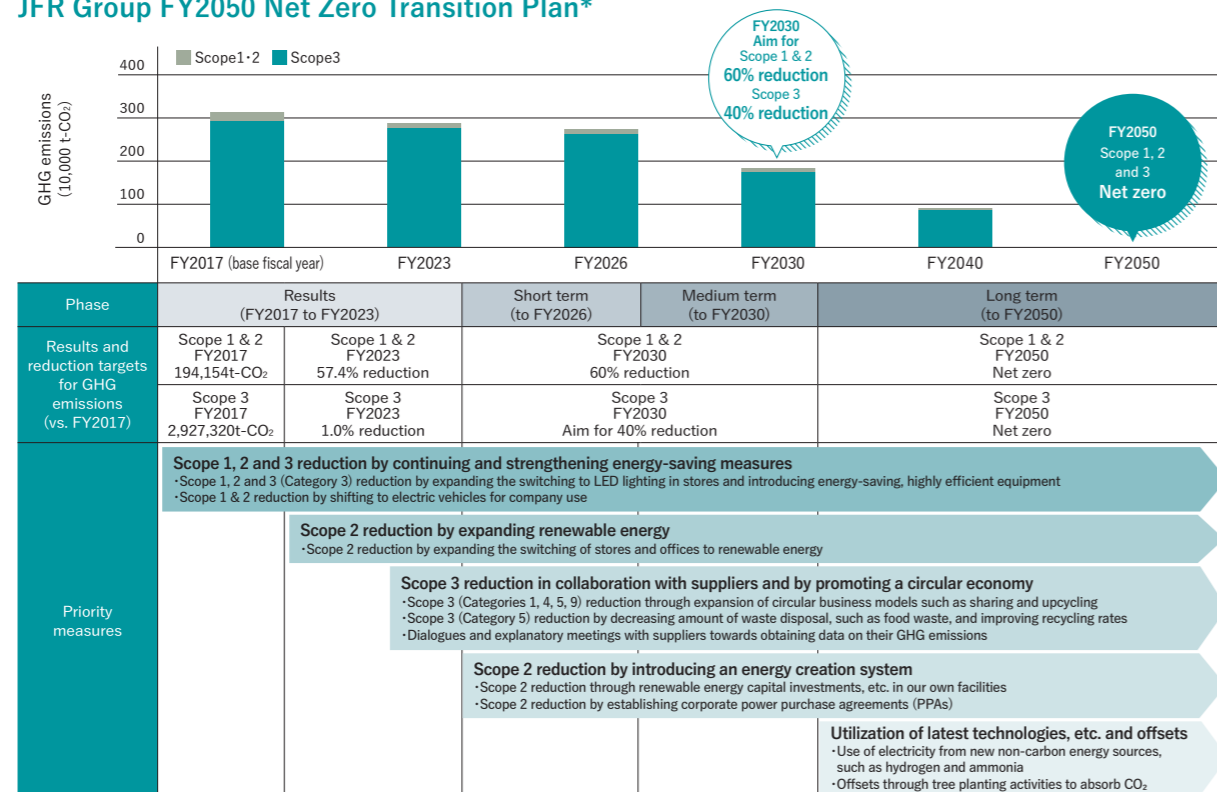 JFR Group FY2050 Net Zero Transition Plan*
GHG emissions
(10,000 t-CO₂)
Scope1・2
Scope3
400
300
200
100
0
FY2030
Aim for
Scope 1 & 2
60% reduction
Scope 3
40% reduction
FY2050
Scope 1, 2
and 3
Net zero
FY2017 (base fiscal year)
FY2023
FY2026
FY2030
FY2040
FY2050
Phase
Results
(FY2017 to FY2023)
Short term
(to FY2026)
Medium term
(to FY2030)
Long term
(to FY2050)
Results and
reduction targets
for GHG
emissions
(vs. FY2017)
Scope 1 & 2
FY2017
194,154t-CO₂
Scope 1 & 2
FY2023
57.4% reduction
Scope 1 & 2
FY2030
60% reduction
Scope 1 & 2
FY2050
Net zero
Scope 3
FY2017
2,927,320t-CO₂
Scope 3
FY2023
1.0% reduction
Scope 3
FY2030
Aim for 40% reduction
Scope 3
FY2050
Net zero
Priority
measures
Scope 1, 2 and 3 reduction by continuing and strengthening energy-saving measures
・Scope 1, 2 and 3 (Category 3) reduction by expanding the switching to LED lighting in stores and introducing energy-saving, highly efficient equipment
・Scope 1 & 2 reduction by shifting to electric vehicles for company use
Scope 2 reduction by expanding renewable energy
・Scope 2 reduction by expanding the switching of stores and offices to renewable energy
Scope 3 reduction in collaboration with suppliers and by promoting a circular economy
・Scope 3 (Categories 1, 4, 5, 9) reduction through expansion of circular business models such as sharing and upcycling
・Scope 3 (Category 5) reduction by decreasing amount of waste disposal, such as food waste, and improving recycling rates
・Dialogues and explanatory meetings with suppliers towards obtaining data on their GHG emissions
Scope 2 reduction by introducing an energy creation system
・Scope 2 reduction through renewable energy capital investments, etc. in our own facilities
・Scope 2 reduction by establishing corporate power purchase agreements (PPAs)
Utilization of latest technologies, etc. and offsets
・Use of electricity from new non-carbon energy sources,
such as hydrogen and ammonia
・Offsets through tree planting activities to absorb CO₂